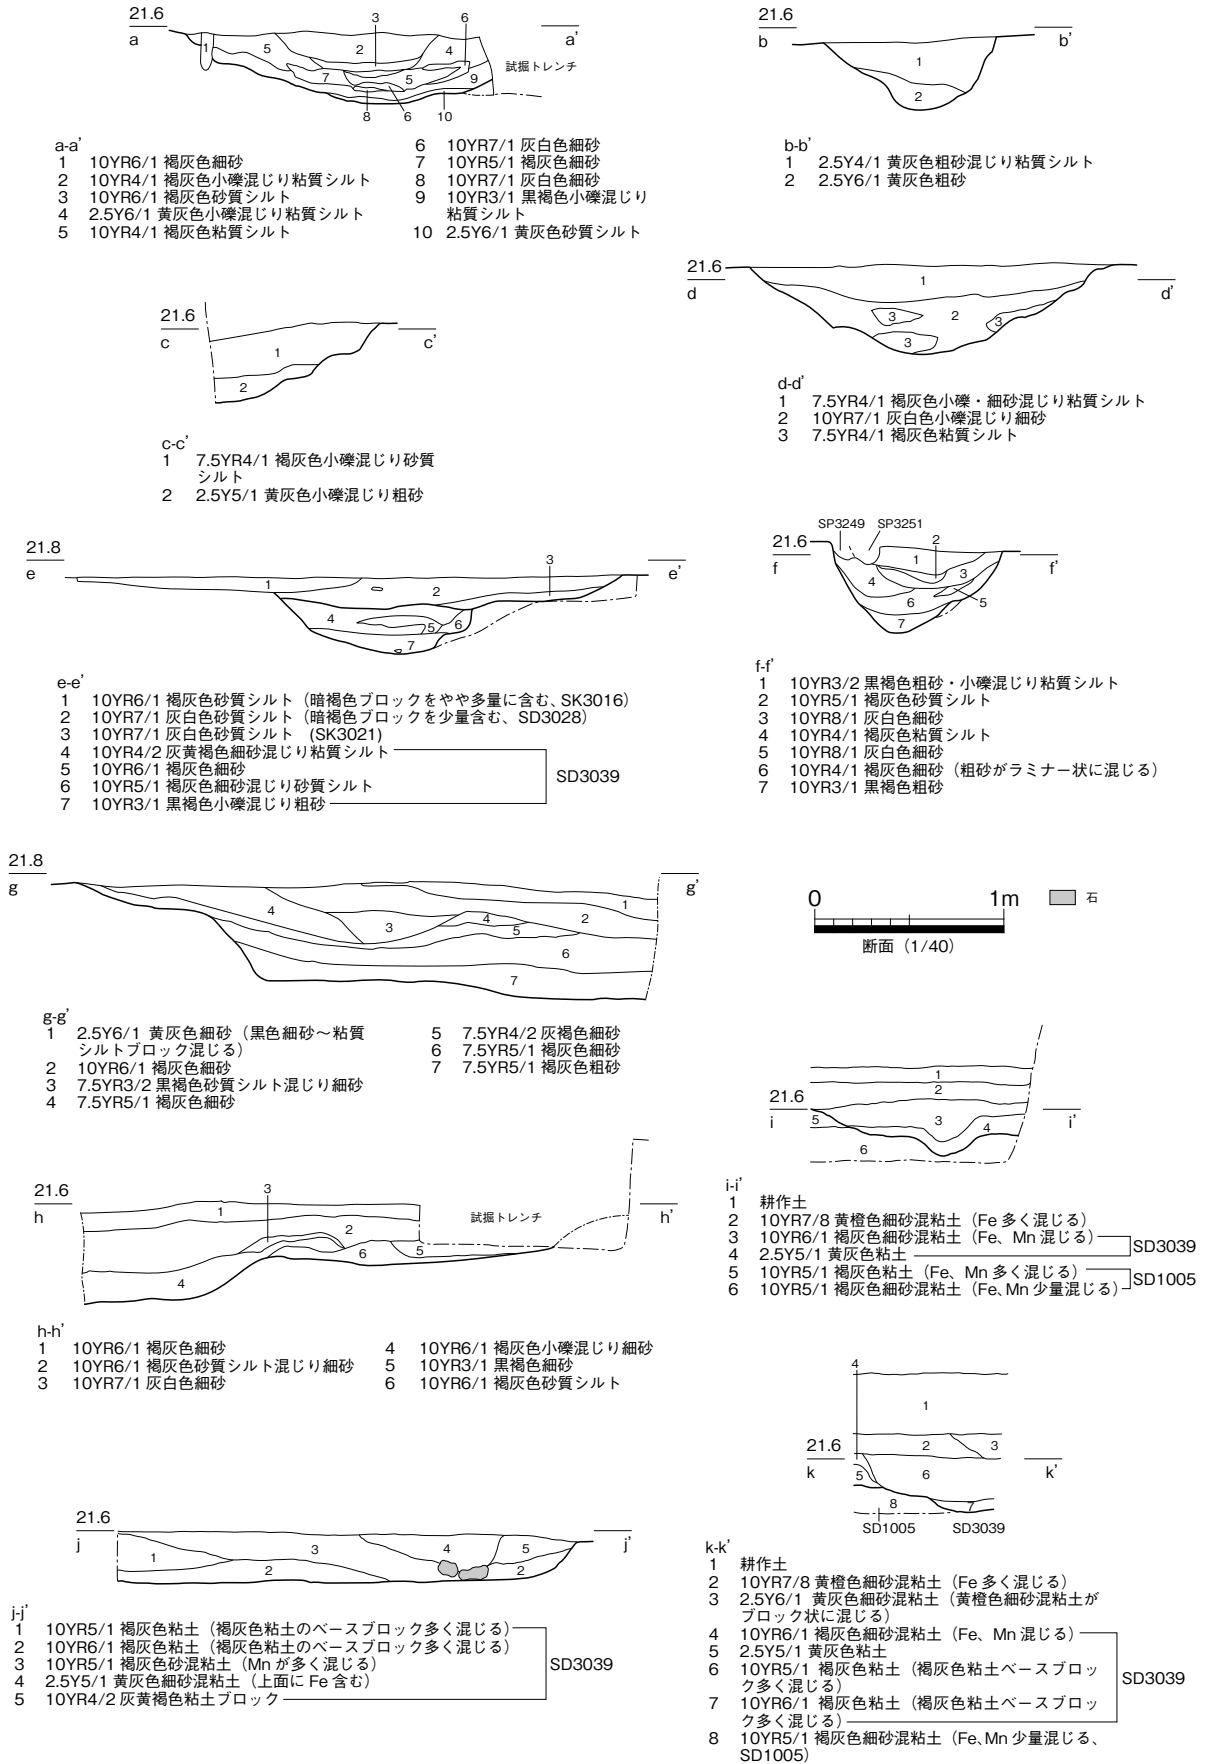 21.6
a
a’
3
6
1
5
2
4
7
5
9
8
6
10
試掘トレンチ
a-a’
1 10YR6/1 褐灰色細砂
2 10YR4/1 褐灰色小礫混じり粘質シルト
3 10YR6/1 褐灰色砂質シルト
4 2.5Y6/1 黄灰色小礫混じり粘質シルト
5 10YR4/1 褐灰色粘質シルト
6 10YR7/1 灰白色細砂
7 10YR5/1 褐灰色細砂
8 10YR7/1 灰白色細砂
9 10YR3/1 黒褐色小礫混じり
粘質シルト
10 2.5Y6/1 黄灰色砂質シルト
21.6
b
b’
1
2
b-b’
1 2.5Y4/1 黄灰色粗砂混じり粘質シルト
2 2.5Y6/1 黄灰色粗砂
21.6
c
c’
1
2
c-c’
1 7.5YR4/1 褐灰色小礫混じり砂質
シルト
2 2.5Y5/1 黄灰色小礫混じり粗砂
21.6
d
d’
1
3
2
3
3
d-d’
1 7.5YR4/1 褐灰色小礫・細砂混じり粘質シルト
2 10YR7/1 灰白色小礫混じり細砂
3 7.5YR4/1 褐灰色粘質シルト
21.8
e
e’
3
1
2
4
5
6
7
e-e’
1 10YR6/1 褐灰色砂質シルト（暗褐色ブロックをやや多量に含む、SK3016）
2 10YR7/1 灰白色砂質シルト（暗褐色ブロックを少量含む、SD3028）
3 10YR7/1 灰白色砂質シルト (SK3021)
4 10YR4/2 灰黄褐色細砂混じり粘質シルト
5 10YR6/1 褐灰色細砂
6 10YR5/1 褐灰色細砂混じり砂質シルト
7 10YR3/1 黒褐色小礫混じり粗砂
SD3039
SP3249 SP3251
21.6
f
f’
2
1
4
3
6
5
7
f-f’
1 10YR3/2 黒褐色粗砂・小礫混じり粘質シルト
2 10YR5/1 褐灰色砂質シルト
3 10YR8/1 灰白色細砂
4 10YR4/1 褐灰色粘質シルト
5 10YR8/1 灰白色細砂
6 10YR4/1 褐灰色細砂（粗砂がラミナー状に混じる）
7 10YR3/1 黒褐色粗砂
21.8
g
g’
1
4
3
4
2
5
6
7
g-g’
1 2.5Y6/1 黄灰色細砂（黒色細砂～粘質
シルトブロック混じる）
2 10YR6/1 褐灰色細砂
3 7.5YR3/2 黒褐色砂質シルト混じり細砂
4 7.5YR5/1 褐灰色細砂
5 7.5YR4/2 灰褐色細砂
6 7.5YR5/1 褐灰色細砂
7 7.5YR5/1 褐灰色粗砂
0 1m
断面（1/40）
石
21.6
h
h’
3
1
2
6
5
4
試掘トレンチ
h-h’
1 10YR6/1 褐灰色細砂
2 10YR6/1 褐灰色砂質シルト混じり細砂
3 10YR7/1 灰白色細砂
4 10YR6/1 褐灰色小礫混じり細砂
5 10YR3/1 黒褐色細砂
6 10YR6/1 褐灰色砂質シルト
21.6
i
i’
1
2
5
3
4
6
i-i’
1 耕作土
2 10YR7/8 黄橙色細砂混粘土（Fe 多く混じる）
3 10YR6/1 褐灰色細砂混粘土（Fe、Mn 混じる）
4 2.5Y5/1 黄灰色粘土
SD3039
5 10YR5/1 褐灰色粘土（Fe、Mn 多く混じる）
6 10YR5/1 褐灰色細砂混粘土（Fe、Mn 少量混じる）
SD1005
21.6
j
j’
1
3
4
5
2
2
j-j’
1 10YR5/1 褐灰色粘土（褐灰色粘土のベースブロック多く混じる）
2 10YR6/1 褐灰色粘土（褐灰色粘土のベースブロック多く混じる）
3 10YR5/1 褐灰色砂混粘土（Mn が多く混じる）
4 2.5Y5/1 黄灰色細砂混粘土（上面に Fe 含む）
5 10YR4/2 灰黄褐色粘土ブロック
SD3039
4
1
21.6
k
k’
2
3
5
6
8
7
SD1005 SD3039
k-k’
1 耕作土
2 10YR7/8 黄橙色細砂混粘土（Fe 多く混じる）
3 2.5Y6/1 黄灰色細砂混粘土（黄橙色細砂混粘土が
ブロック状に混じる）
4 10YR6/1 褐灰色細砂混粘土（Fe、Mn 混じる）
5 2.5Y5/1 黄灰色粘土
6 10YR5/1 褐灰色粘土（褐灰色粘土ベースブロッ
ク多く混じる）
7 10YR6/1 褐灰色粘土（褐灰色粘土ベースブロッ
ク多く混じる）
SD3039
8 10YR5/1 褐灰色細砂混粘土（Fe、Mn 少量混じる、
SD1005）